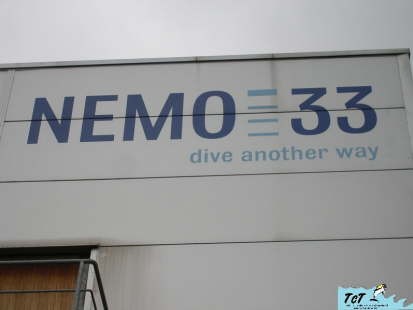 NEMO 33
dive another way
TCT